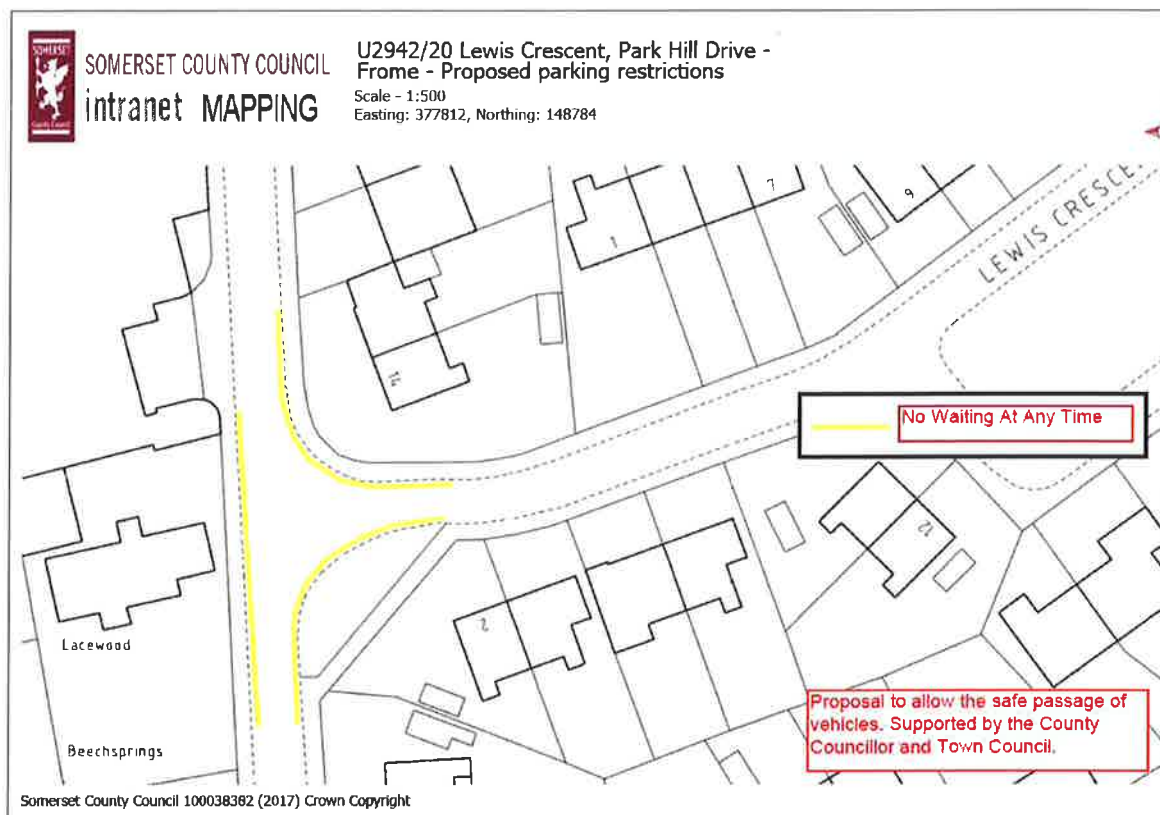 SOMERSET
County Council
SOMERSET COUNTY COUNCIL
intranet MAPPING
U2942/20 Lewis Crescent, Park Hill Drive -
Frome - Proposed parking restrictions
Scale - 1:500
Easting: 377812, Northing: 148784
1
7
9
LEWIS CRESCE
14
No Waiting At Any Time
12
2
Lacewood
Beechsprings
Proposal to allow the safe passage of
vehicles. Supported by the County
Councillor and Town Council.
Somerset County Council 100038382 (2017) Crown Copyright